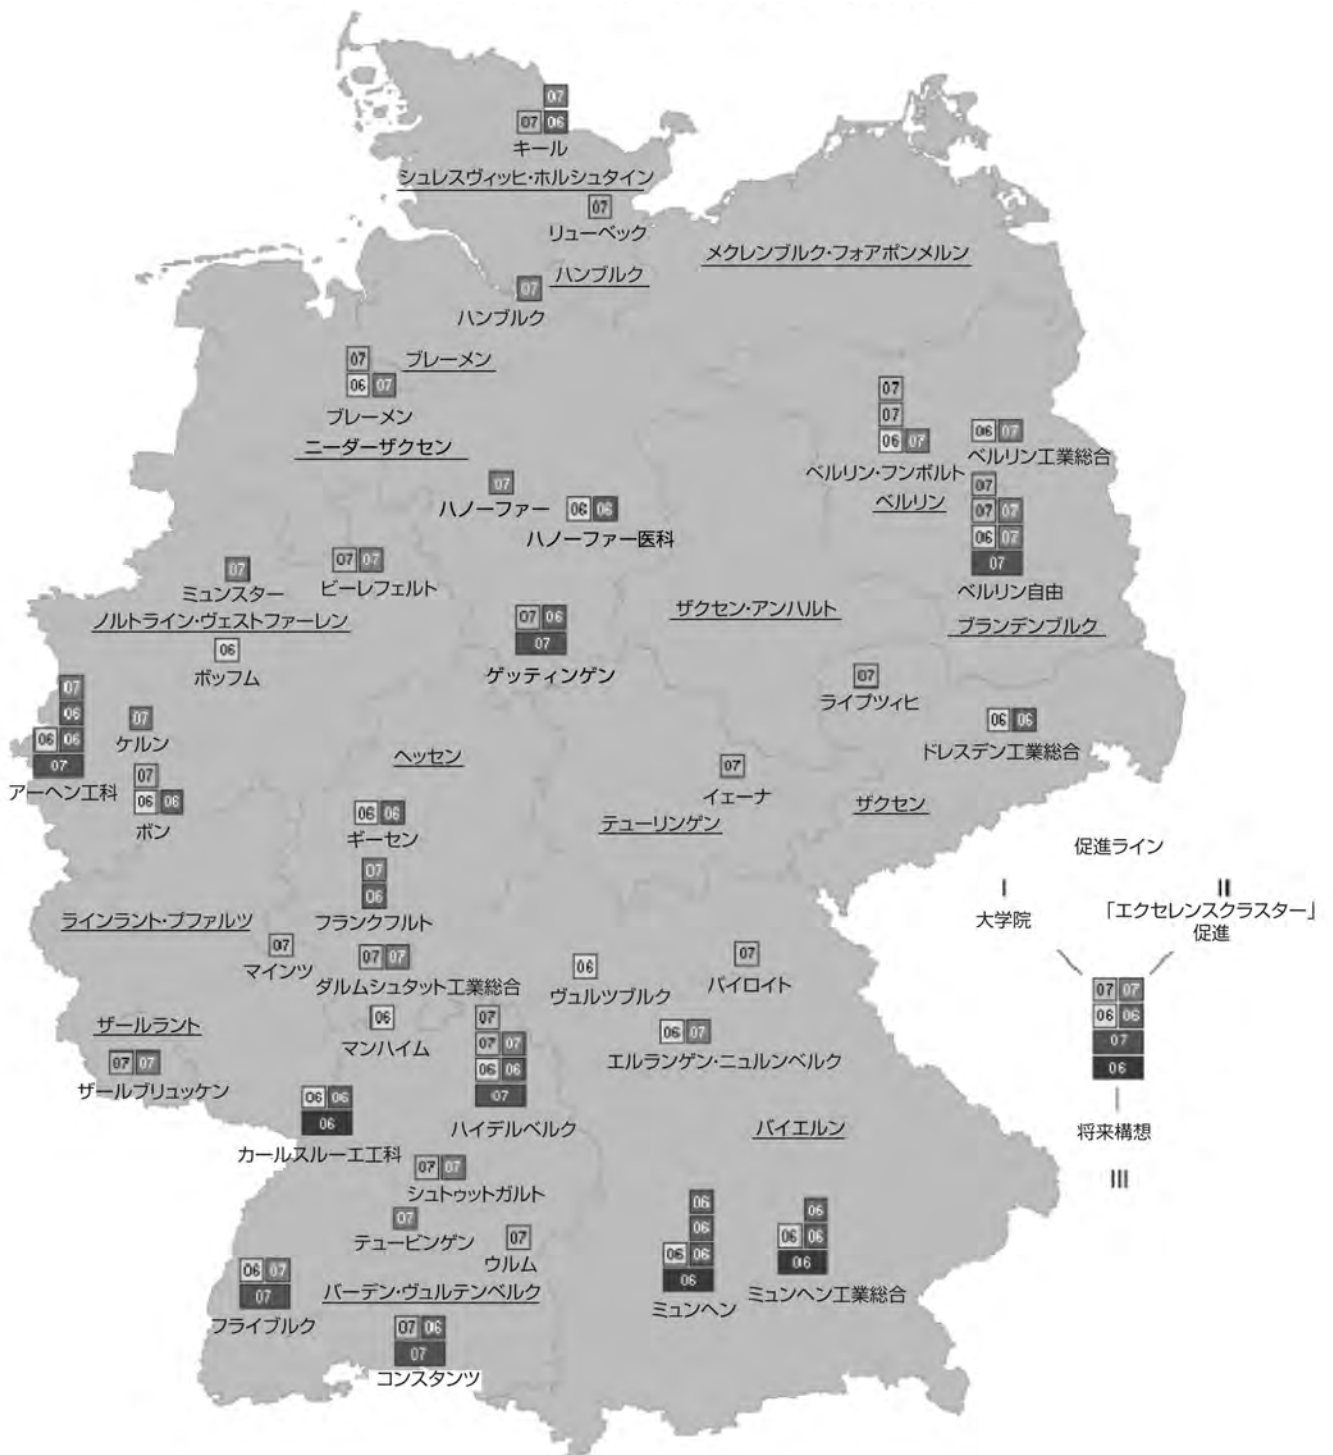 07
07 06
キール
シュレスヴィッヒ・ホルシュタイン
07
リューベック
メクレンブルク・フォアポンメルン
ハンブルク
07
ハンブルク
ブレーメン
07
06 07
ブレーメン
ニーダーザクセン
07
07
06 07
ベルリン・フンボルト
06 07
ベルリン工業総合
ベルリン
07
07 07
06 07
07
ベルリン自由
ブランデンブルク
07
ハノーファー
06 06
ハノーファー医科
07
ミュンスター
07 07
ビーレフェルト
ノルトライン・ヴェストファーレン
06
ボッフム
07 06
07
ゲッティンゲン
ザクセン・アンハルト
07
ライプツィヒ
06 06
ドレスデン工業総合
07
06
06 06
07
アーヘン工科
07
ケルン
07
06 06
ボン
ヘッセン
07
イェーナ
ザクセン
テューリンゲン
06 06
ギーセン
07
06
フランクフルト
ラインラント・プファルツ
07
マインツ
07 07
ダルムシュタット工業総合
06
ヴュルツブルク
07
バイロイト
06
マンハイム
07
07 07
06 06
07
ハイデルベルク
06 07
エルランゲン・ニュルンベルク
ザールラント
07 07
ザールブリュッケン
06 06
06
カールスルーエ工科
バイエルン
07 07
シュトゥットガルト
07
テュービンゲン
07
ウルム
06 07
07
フライブルク
バーデン・ヴュルテンベルク
07 06
07
コンスタンツ
06
06
06 06
06
ミュンヘン
06
06 06
06
ミュンヘン工業総合
促進ライン
I
大学院
II
「エクセレンスクラスター」
促進
07 07
06 06
07
06
将来構想
III